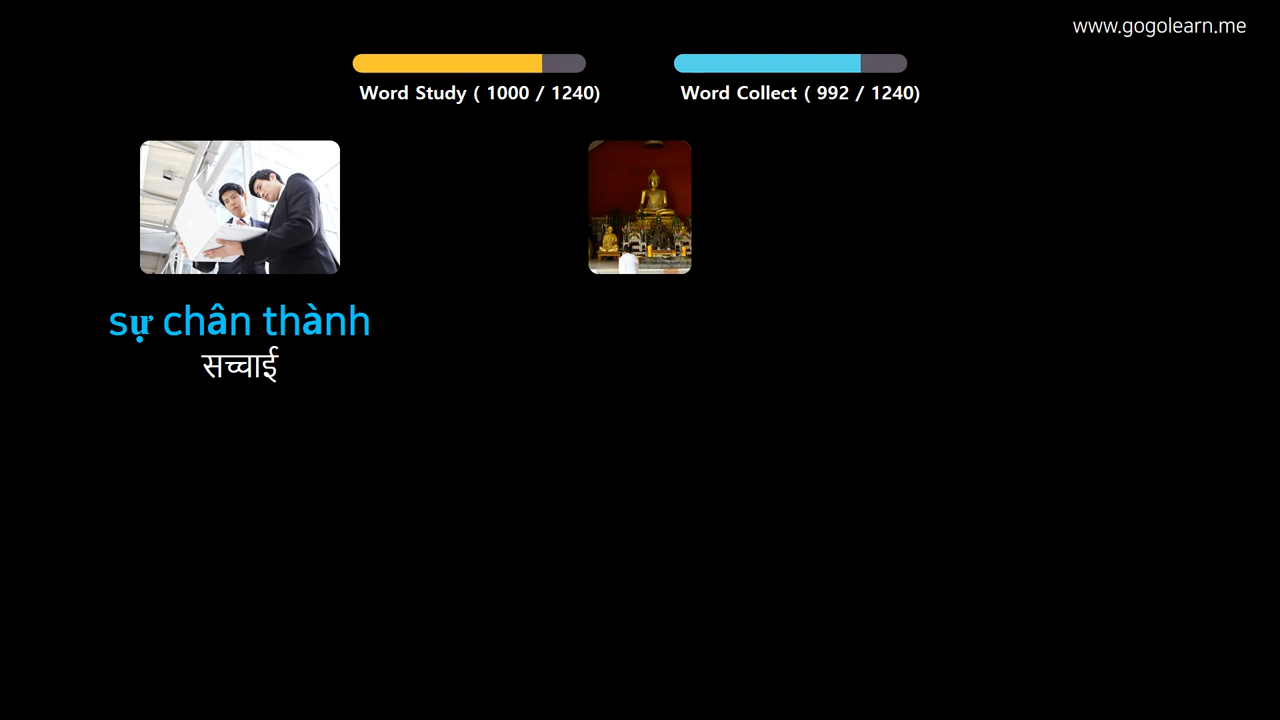 www.gogolearn.me
Word Study ( 1000 / 1240)
Word Collect ( 992 / 1240)
sự chân thành
सच्चाई